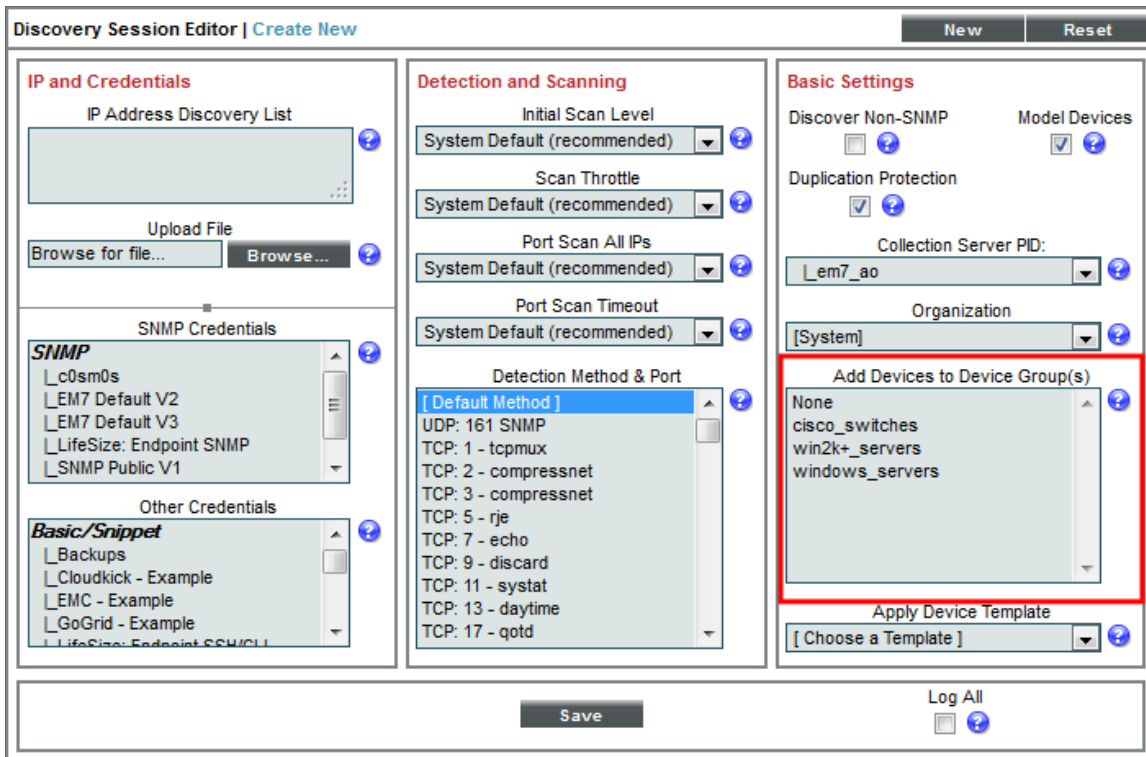 Discovery Session Editor | Create New
New
Reset
IP and Credentials
IP Address Discovery List
Upload File
Browse for file...
Browse...
SNMP Credentials
SNMP
|_c0sm0s
|_EM7 Default V2
|_EM7 Default V3
|_LifeSize: Endpoint SNMP
|_SNMP Public V1
Other Credentials
Basic/Snippet
|_Backups
|_Cloudkick - Example
|_EMC - Example
|_GoGrid - Example
|_LifeSize: Endpoint SSH/CLI
Detection and Scanning
Initial Scan Level
System Default (recommended)
Scan Throttle
System Default (recommended)
Port Scan All IPs
System Default (recommended)
Port Scan Timeout
System Default (recommended)
Detection Method & Port
[ Default Method ]
UDP: 161 SNMP
TCP: 1 - tcpmux
TCP: 2 - compressnet
TCP: 3 - compressnet
TCP: 5 - rje
TCP: 7 - echo
TCP: 9 - discard
TCP: 11 - systat
TCP: 13 - daytime
TCP: 17 - qotd
Basic Settings
Discover Non-SNMP
Model Devices
Duplication Protection
Collection Server PID:
|_em7_ao
Organization
[System]
Add Devices to Device Group(s)
None
cisco_switches
win2k+_servers
windows_servers
Apply Device Template
[ Choose a Template ]
Save
Log All